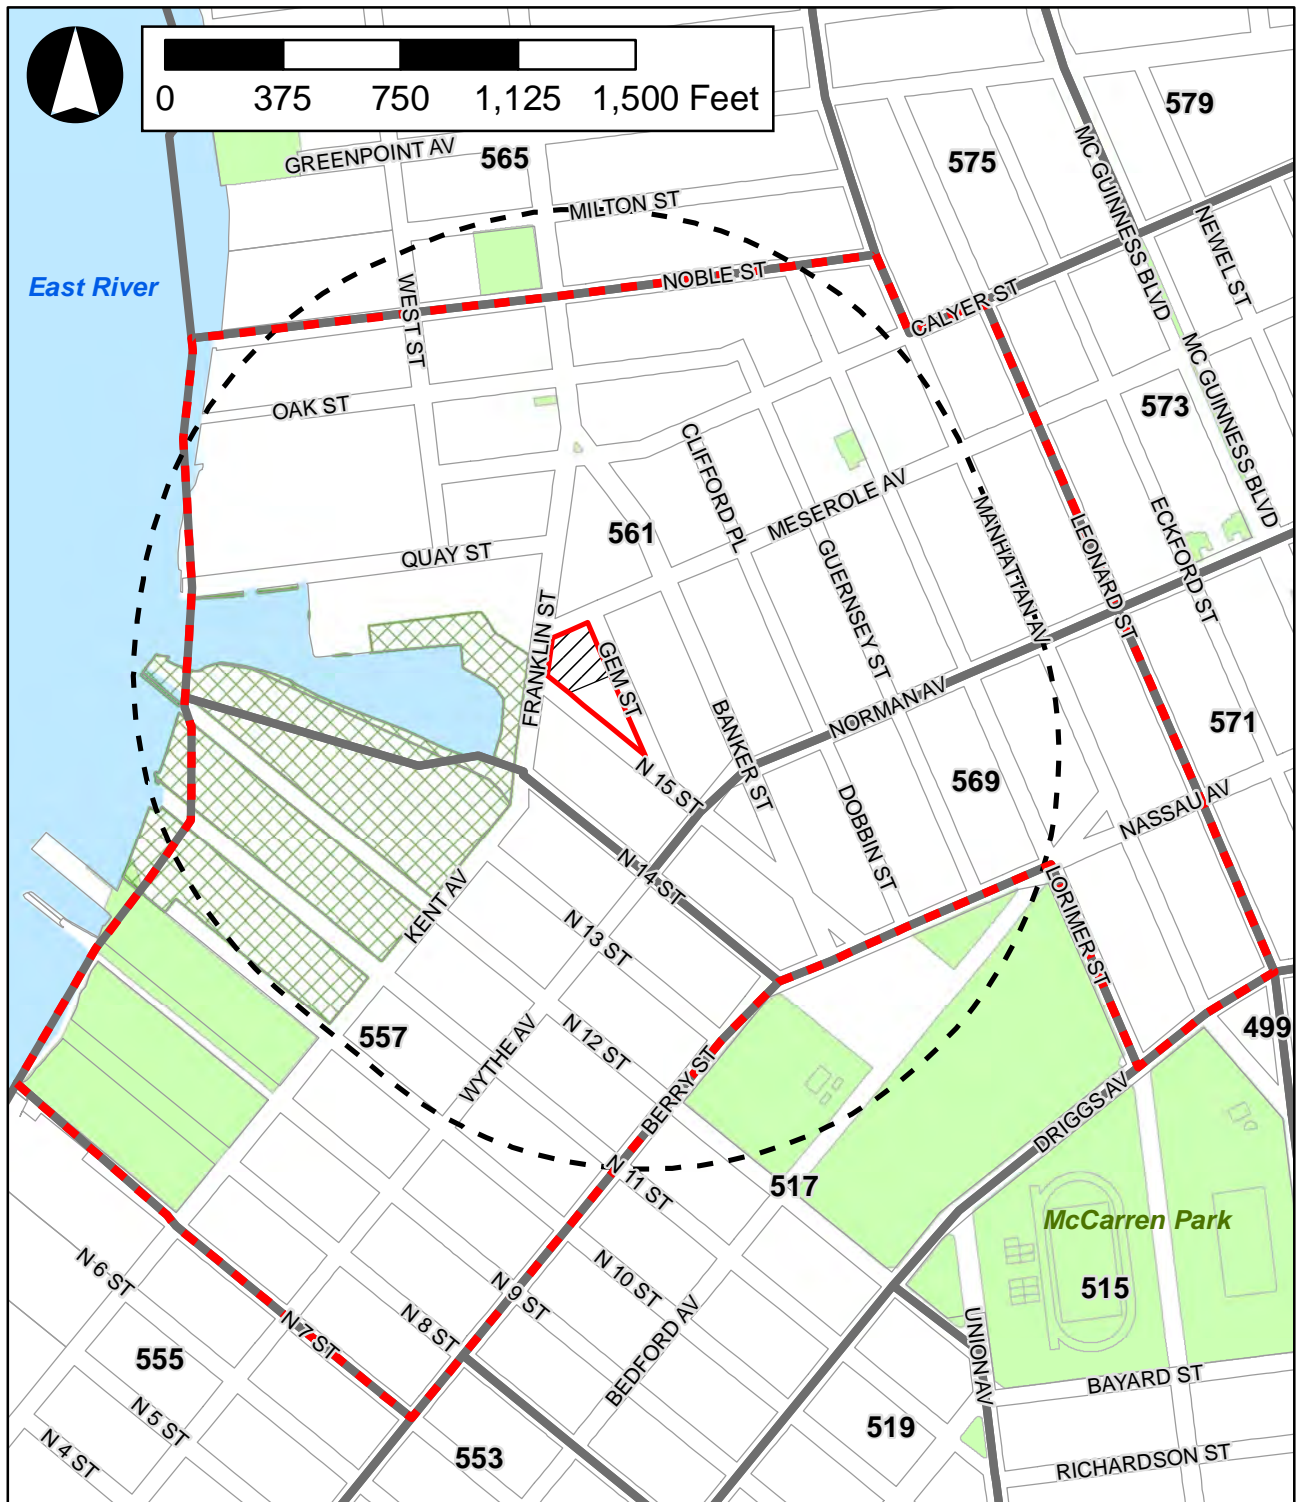 0 375 750 1,125 1,500 Feet
579
GREENPOINT AV
565
575
MC GUINNESS BLVD
MILTON ST
NEWEL ST
East River
WEST ST
NOBLE ST
CALYER ST
MC GUINNESS BLVD
OAK ST
573
CLIFFORD PL
MESEROLE AV
MANHATTAN AV
LEONARD ST
ECKFORD ST
561
QUAY ST
GUERNSEY ST
FRANKLIN ST
GEM ST
BANKER ST
NORMAN AV
571
N 15 ST
569
DOBBIN ST
NASSAU AV
N 14 ST
KENT AV
LORIMER ST
N 13 ST
557
WYTHE AV
N 12 ST
499
BERRY ST
DRIGGS AV
N 11 ST
517
McCarren Park
N 6 ST
N 10 ST
515
N 9 ST
N 7 ST
N 8 ST
BEDFORD AV
UNION AV
555
BAYARD ST
N 5 ST
519
N 4 ST
553
RICHARDSON ST